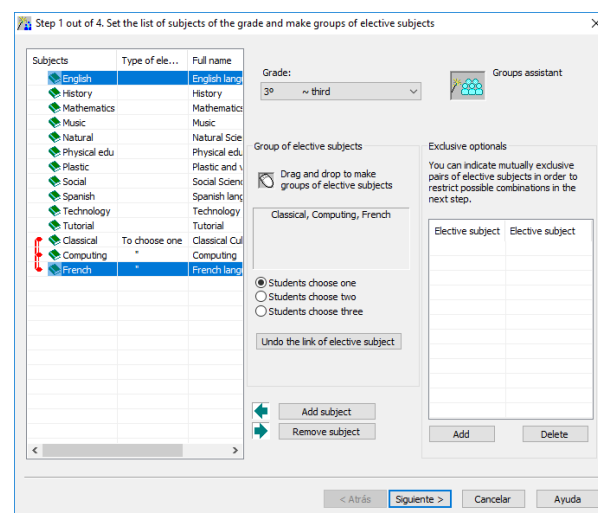 Step 1 out of 4. Set the list of subjects of the grade and make groups of elective subjects
Subjects Type of ele... Full name
English English lang
History History
Mathematics Mathematics
Music Music
Natural Natural Scie
Physical edu Physical edu
Plastic Plastic and v
Social Social Scien
Spanish Spanish lang
Technology Technology
Tutorial Tutorial
Classical To choose one Classical Cul
Computing " Computing
French " French lang
Grade:
3º ~ third
Groups assistant
Group of elective subjects
Drag and drop to make
groups of elective subjects
Classical, Computing, French
Students choose one
Students choose two
Students choose three
Undo the link of elective subject
Add subject
Remove subject
Exclusive optionals
You can indicate mutually exclusive
pairs of elective subjects in order to
restrict possible combinations in the
next step.
Elective subject Elective subject
Add Delete
< Atrás Siguiente > Cancelar Ayuda